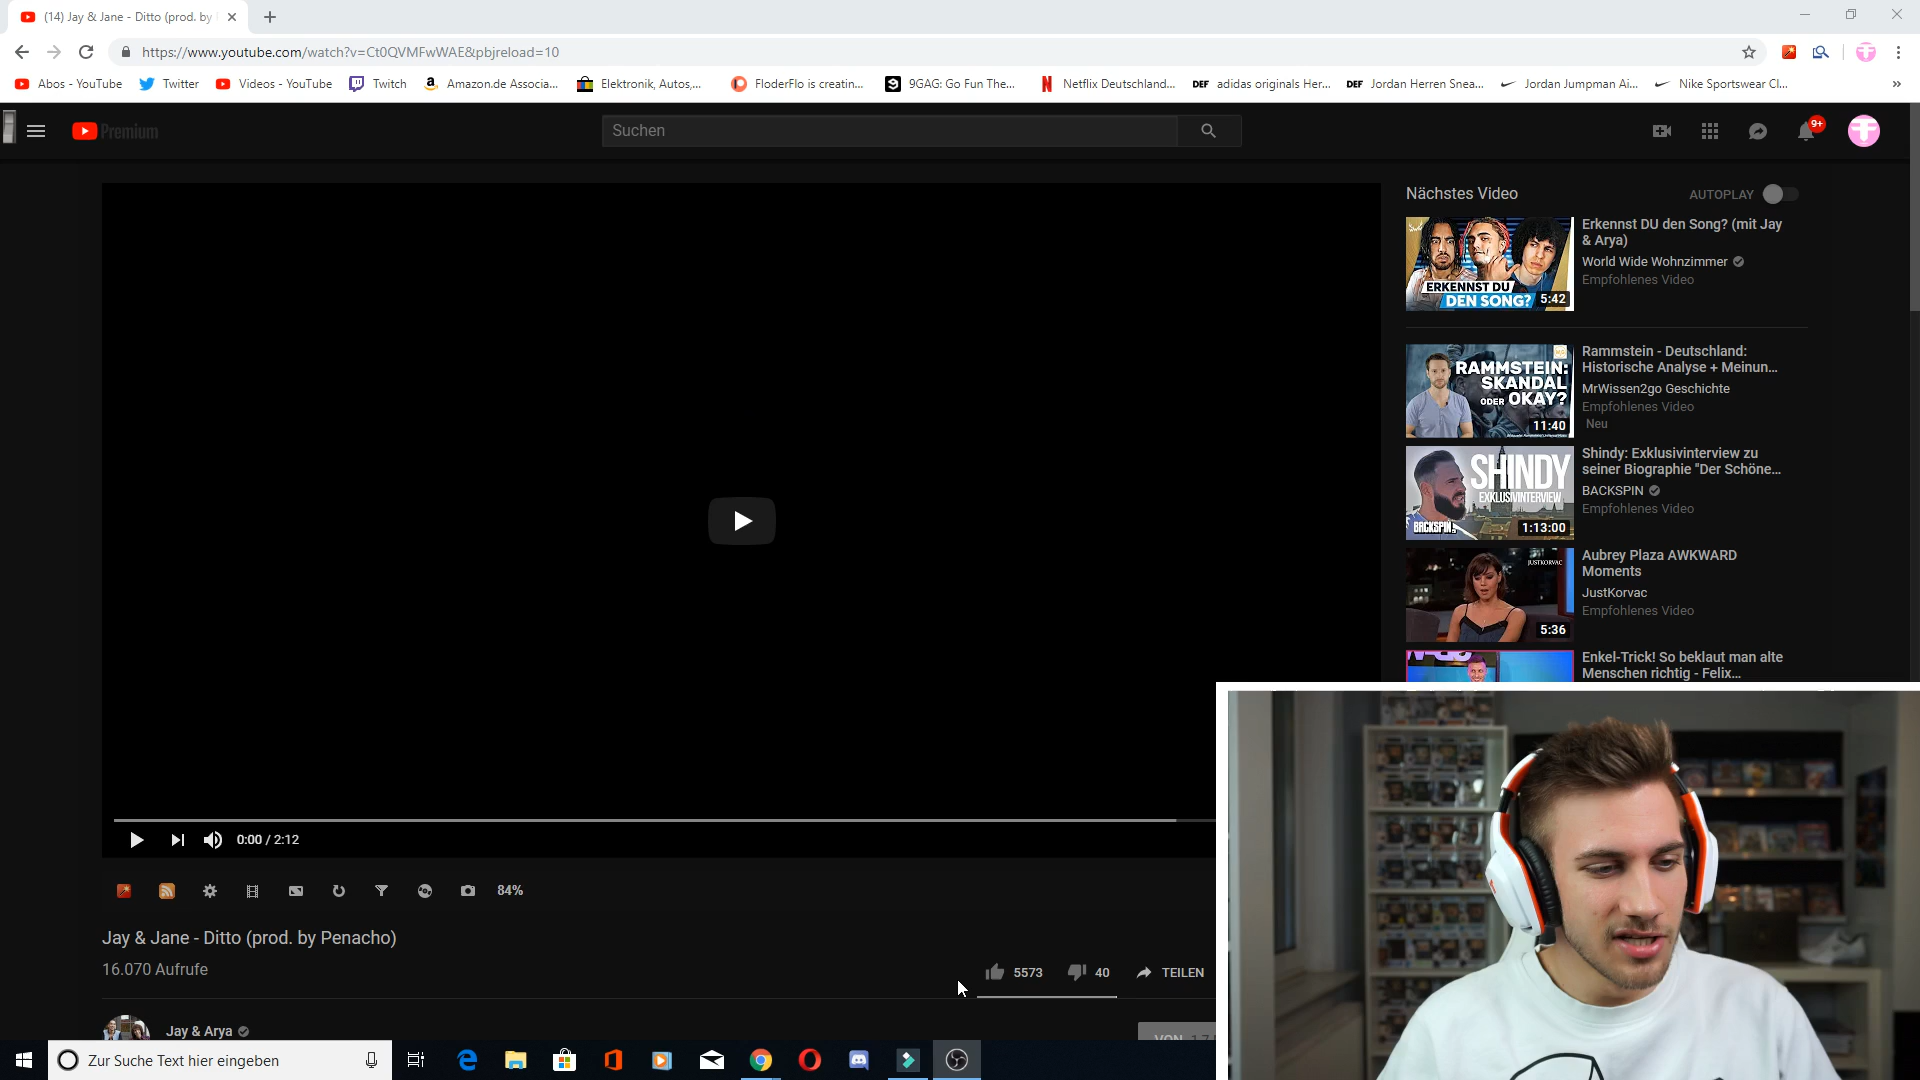 (14) Jay & Jane - Ditto (prod. by
https://www.youtube.com/watch?v=Ct0QVMFwWAE&pbjreload=10
Abos - YouTube
Twitter
Videos - YouTube
Twitch
Amazon.de Associa...
Elektronik, Autos,...
FloderFlo is creatin...
9GAG: Go Fun The...
Netflix Deutschland...
DEF adidas originals Her...
DEF Jordan Herren Snea...
Jordan Jumpman Ai...
Nike Sportswear Cl...
»
Premium
Suchen
9+
Nächstes Video
AUTOPLAY
ERKENNST DU
DEN SONG?
5:42
Erkennst DU den Song? (mit Jay
& Arya)
World Wide Wohnzimmer
Empfohlenes Video
RAMMSTEIN:
SKANDAL
ODER OKAY?
11:40
Rammstein - Deutschland:
Historische Analyse + Meinun...
MrWissen2go Geschichte
Empfohlenes Video
Neu
SHINDY
EXKLUSIVINTERVIEW
BACKSPIN
1:13:00
Shindy: Exklusivinterview zu
seiner Biographie "Der Schöne...
BACKSPIN
Empfohlenes Video
JUSTKORVAC
5:36
Aubrey Plaza AWKWARD
Moments
JustKorvac
Empfohlenes Video
Enkel-Trick! So beklaut man alte
Menschen richtig - Felix...
0:00 / 2:12
84%
Jay & Jane - Ditto (prod. by Penacho)
16.070 Aufrufe
5573
40
TEILEN
Jay & Arya
VON
Zur Suche Text hier eingeben